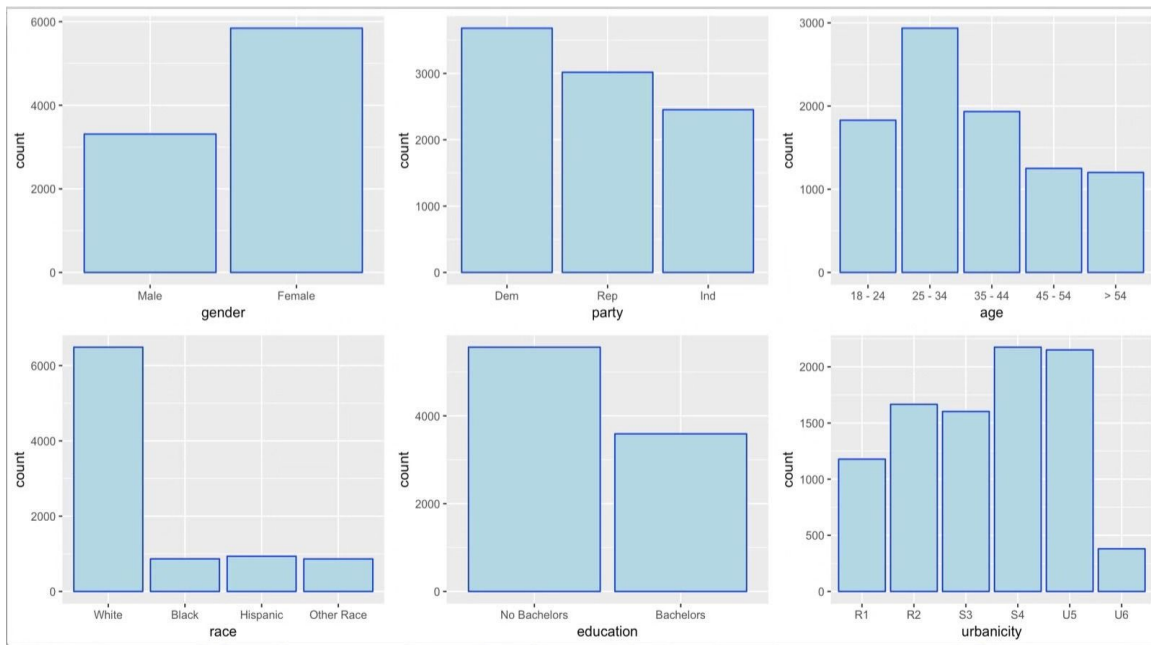 6000
4000
2000
0
count
Male Female
gender
3000
2000
1000
0
count
Dem Rep Ind
party
3000
2000
1000
0
count
18 - 24 25 - 34 35 - 44 45 - 54 > 54
age
6000
4000
2000
0
count
White Black Hispanic Other Race
race
4000
2000
0
count
No Bachelors Bachelors
education
2000
1500
1000
500
0
count
R1 R2 S3 S4 U5 U6
urbanicity